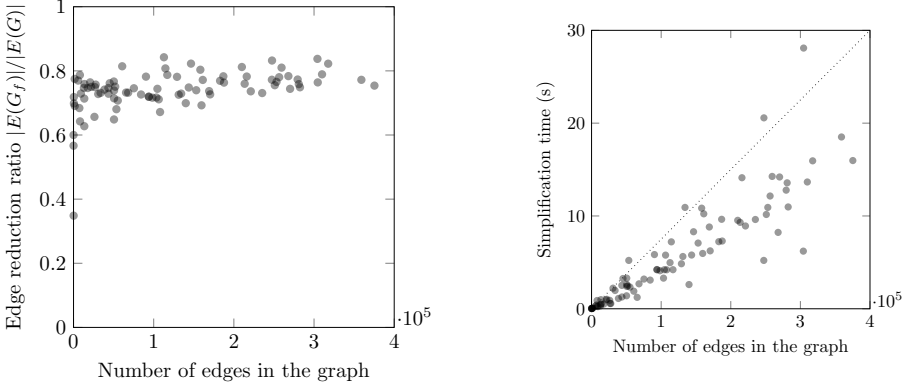 1
0.8
0.6
0.4
0.2
0
0 1 2 3 4
·10^5
Number of edges in the graph
Edge reduction ratio |E(G_f)|/|E(G)|
30
20
10
0
0 1 2 3 4
·10^5
Number of edges in the graph
Simplification time (s)